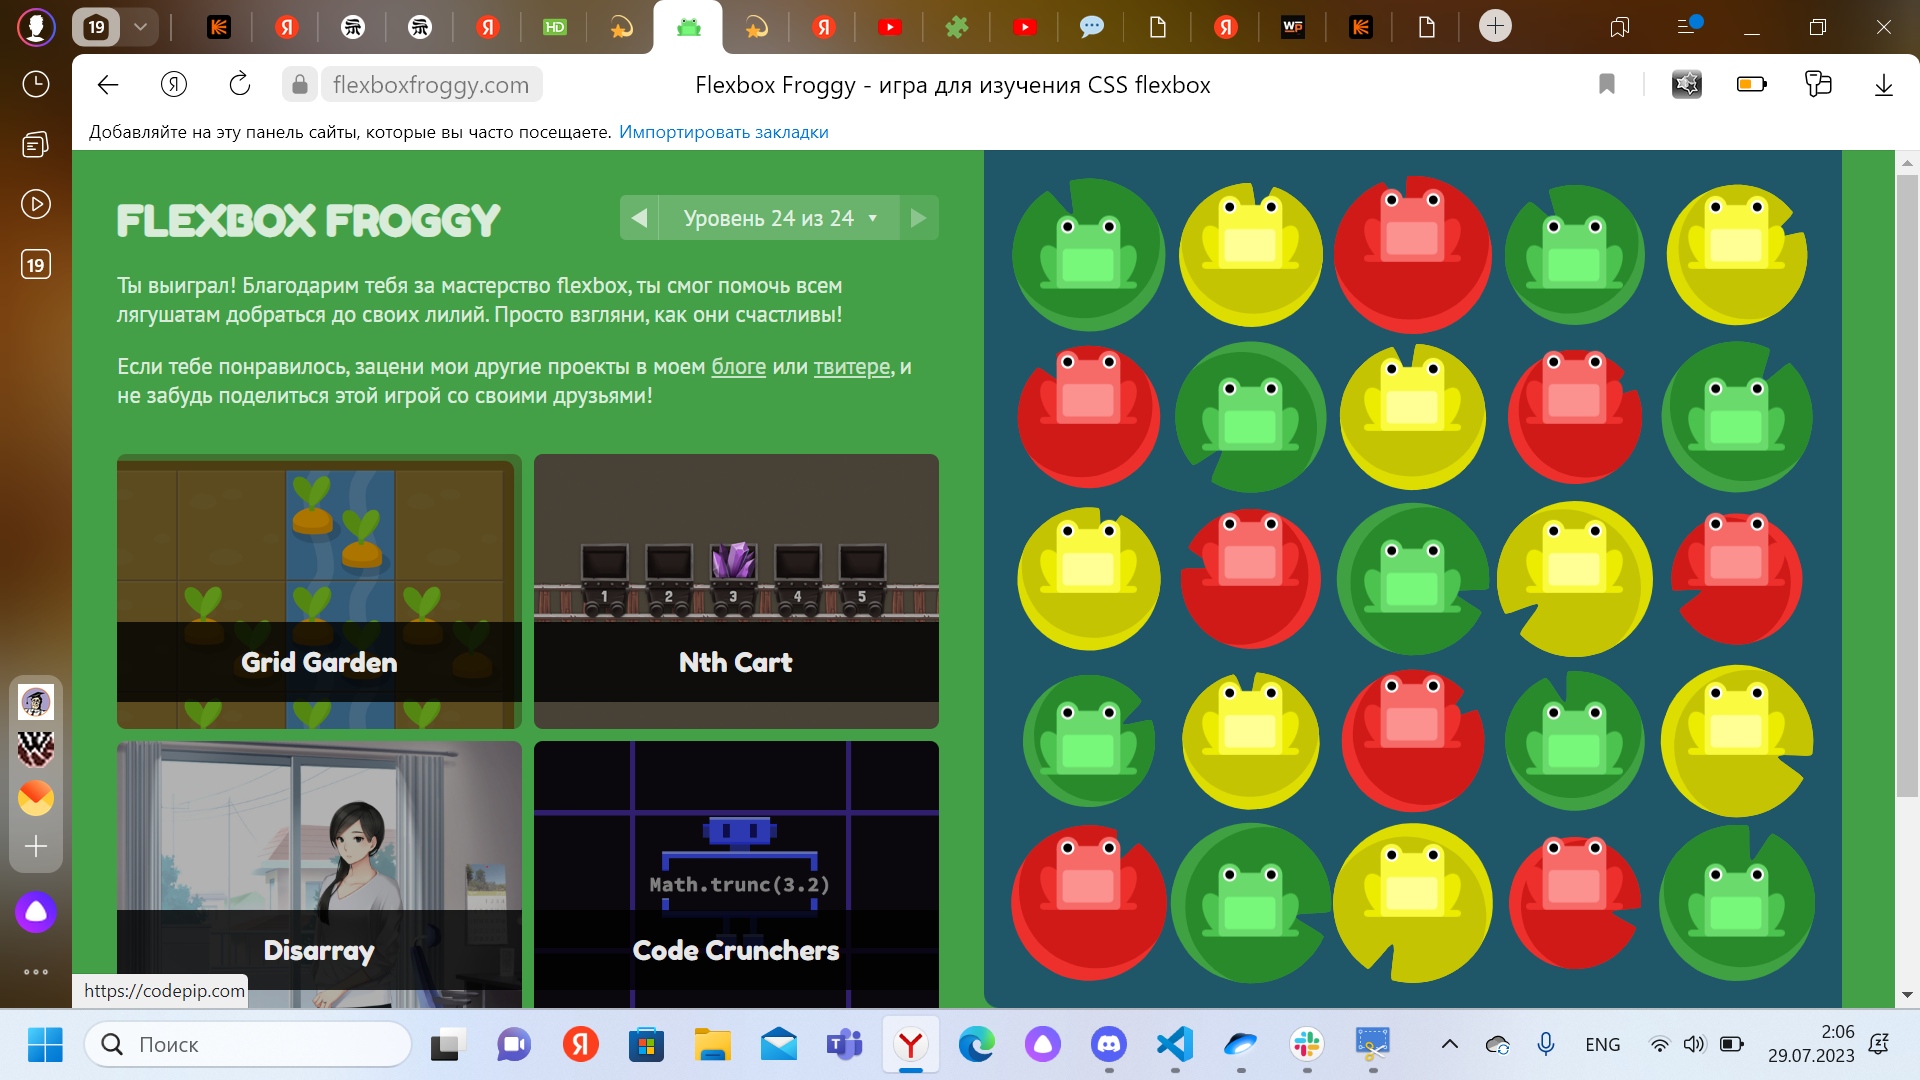 19
HD
WP
flexboxfroggy.com
Flexbox Froggy - игра для изучения CSS flexbox
Добавляйте на эту панель сайты, которые вы часто посещаете. Импортировать закладки
19
FLEXBOX FROGGY
Уровень 24 из 24
Ты выиграл! Благодарим тебя за мастерство flexbox, ты смог помочь всем
лягушатам добраться до своих лилий. Просто взгляни, как они счастливы!
Если тебе понравилось, зацени мои другие проекты в моем блоге или твитере, и
не забудь поделиться этой игрой со своими друзьями!
1 2 3 4 5
Grid Garden
Nth Cart
Math.trunc(3.2)
Disarray
Code Crunchers
https://codepip.com
Поиск
ENG
2:06
29.07.2023